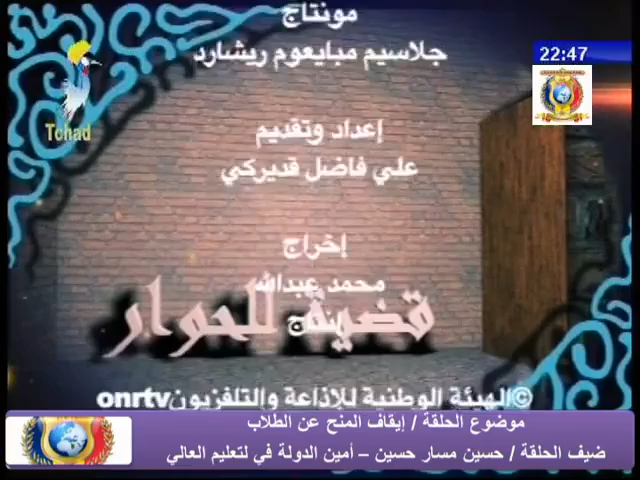 مونتاج
جلاسيم مبايعوم ريشارد
22:47
Tchad
إعداد وتقديم
علي فاضل قديركي
إخراج
محمد عبدالله
قضية للحوار
©الهيئة الوطنية للإذاعة والتلفزيون onrtv
موضوع الحلقة / إيقاف المنح عن الطلاب
ضيف الحلقة / حسين مسار حسين – أمين الدولة في لتعليم العالي